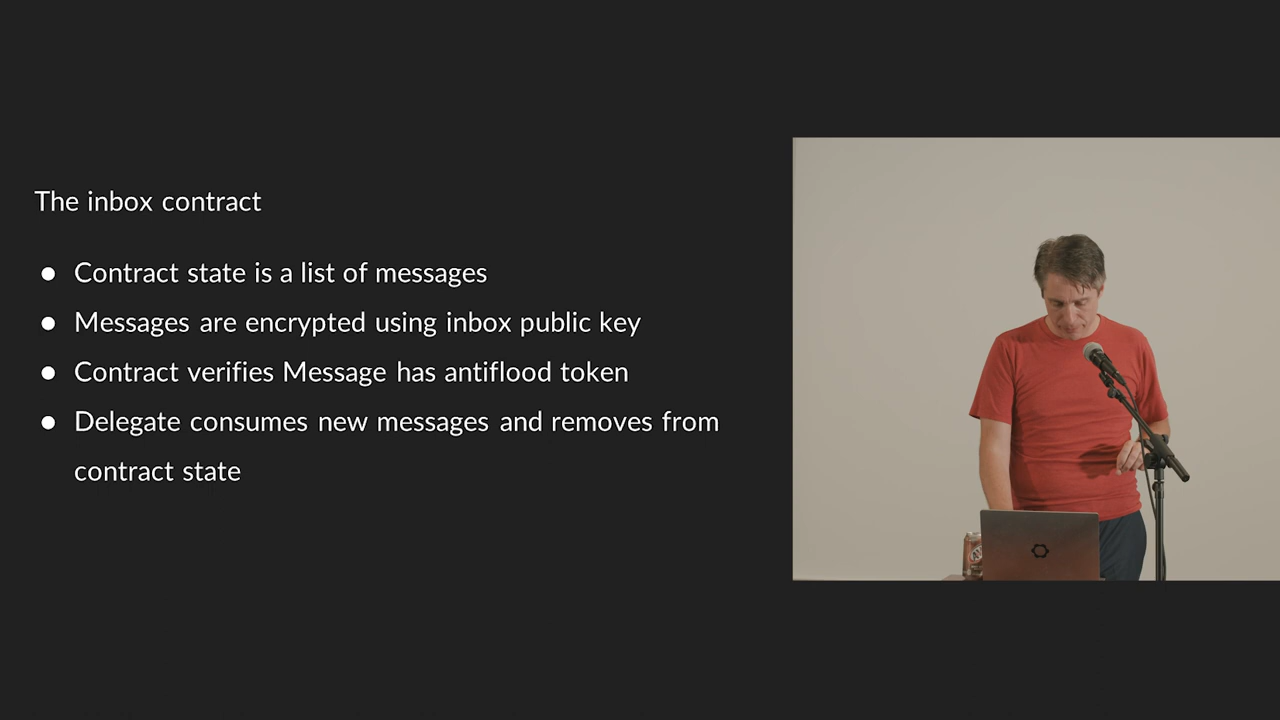 The inbox contract
● Contract state is a list of messages
● Messages are encrypted using inbox public key
● Contract verifies Message has antiflood token
● Delegate consumes new messages and removes from
contract state